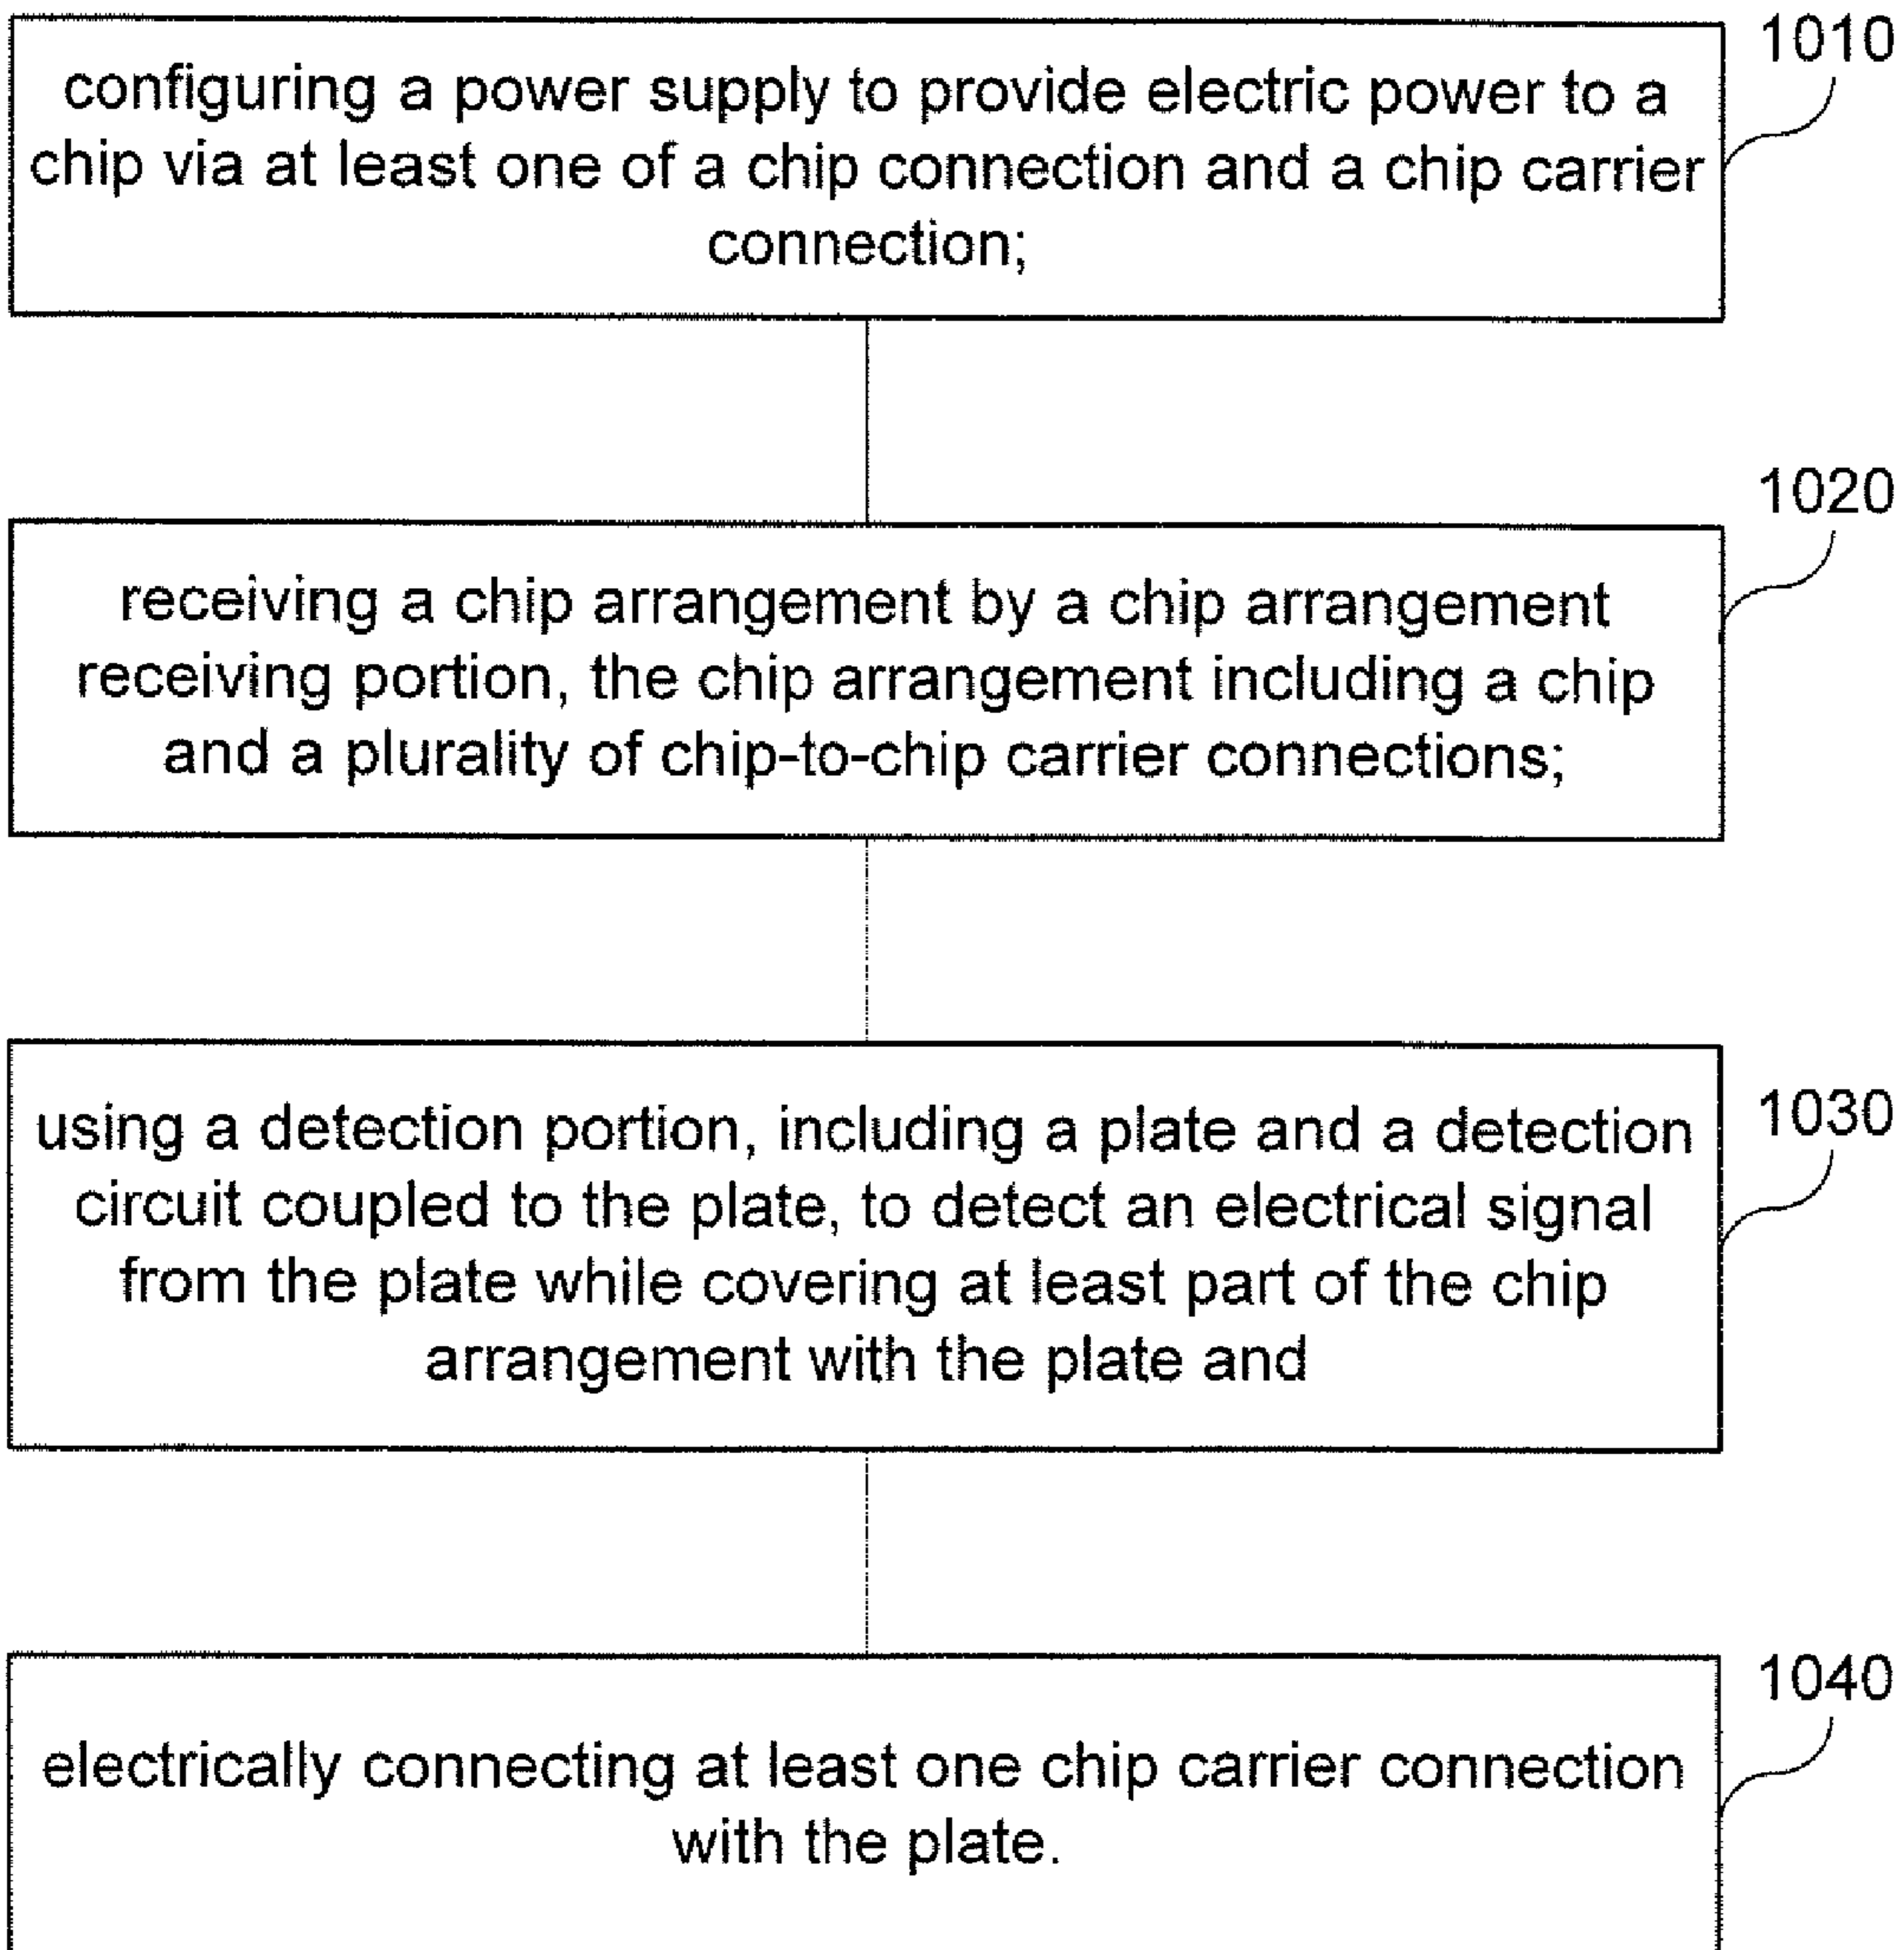 1010
configuring a power supply to provide electric power to a
chip via at least one of a chip connection and a chip carrier
connection;
1020
receiving a chip arrangement by a chip arrangement
receiving portion, the chip arrangement including a chip
and a plurality of chip-to-chip carrier connections;
1030
using a detection portion, including a plate and a detection
circuit coupled to the plate, to detect an electrical signal
from the plate while covering at least part of the chip
arrangement with the plate and
1040
electrically connecting at least one chip carrier connection
with the plate.